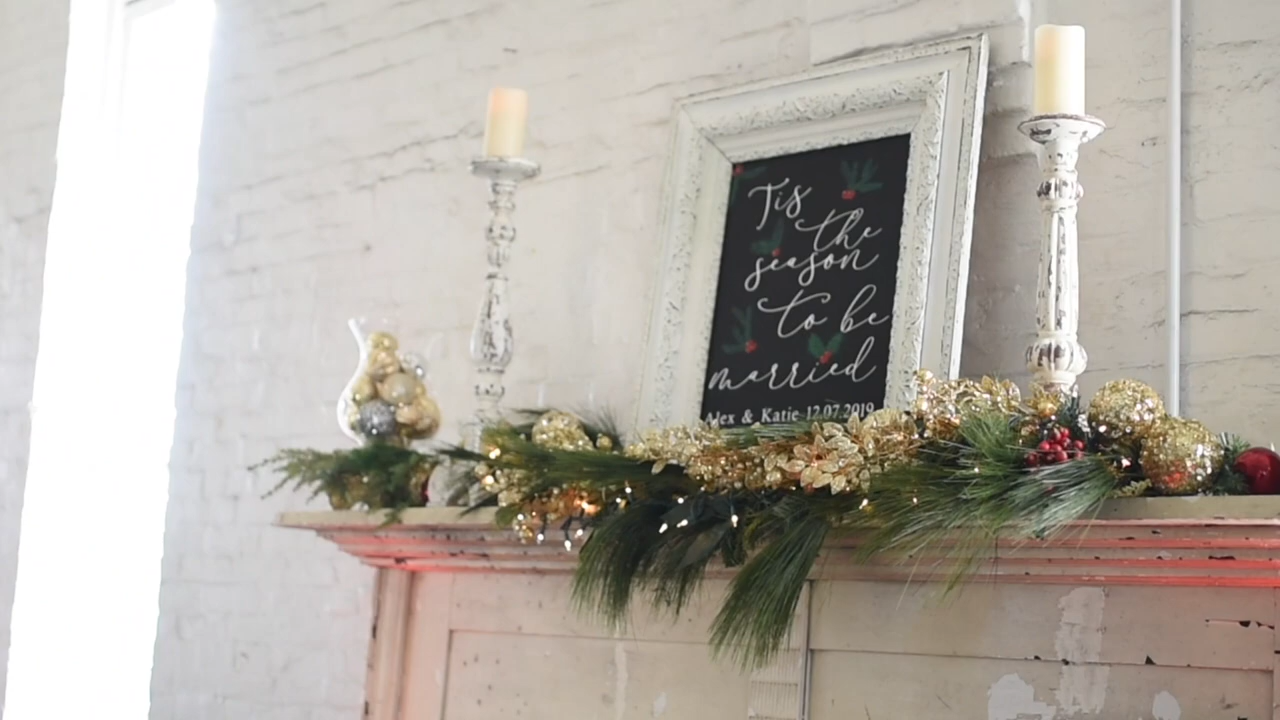 'Tis
the
season
to be
married
Alex & Katie 12.07.2019